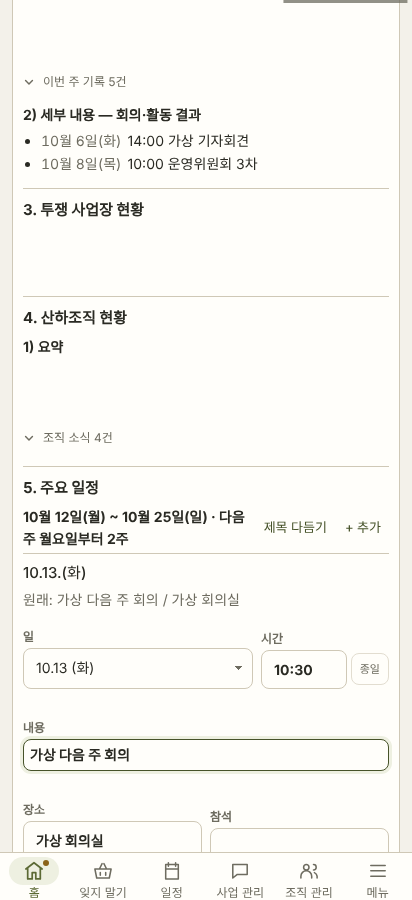 이번 주 기록 5건
2) 세부 내용 — 회의·활동 결과
• 10월 6일(화) 14:00 가상 기자회견
• 10월 8일(목) 10:00 운영위원회 3차
3. 투쟁 사업장 현황
4. 산하조직 현황
1) 요약
조직 소식 4건
5. 주요 일정
10월 12일(월) ~ 10월 25일(일) · 다음
주 월요일부터 2주
제목 다듬기 + 추가
10.13.(화)
원래: 가상 다음 주 회의 / 가상 회의실
일 시간
10.13 (화) 10:30 종일
내용
가상 다음 주 회의
장소 참석
가상 회의실
홈 잊지 말기 일정 사업 관리 조직 관리 메뉴